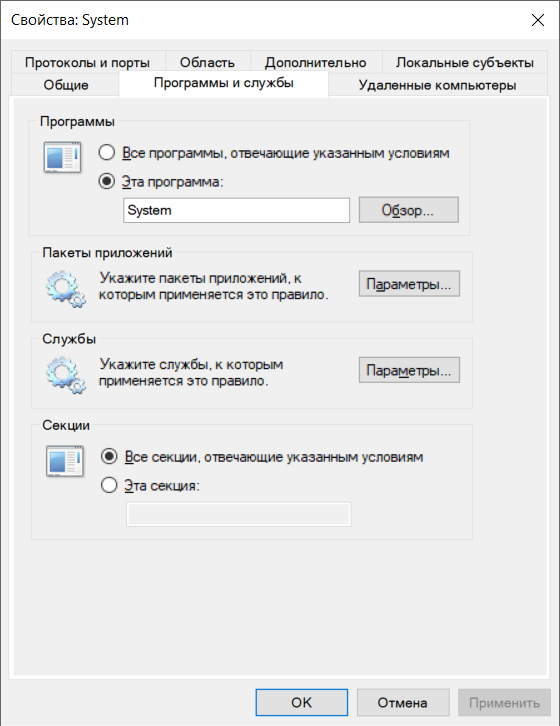 Свойства: System
Протоколы и порты
Область
Дополнительно
Локальные субъекты
Общие
Программы и службы
Удаленные компьютеры
Программы
Все программы, отвечающие указанным условиям
Эта программа:
System
Обзор...
Пакеты приложений
Укажите пакеты приложений, к
которым применяется это правило.
Параметры...
Службы
Укажите службы, к которым
применяется это правило.
Параметры...
Секции
Все секции, отвечающие указанным условиям
Эта секция:
OK
Отмена
Применить